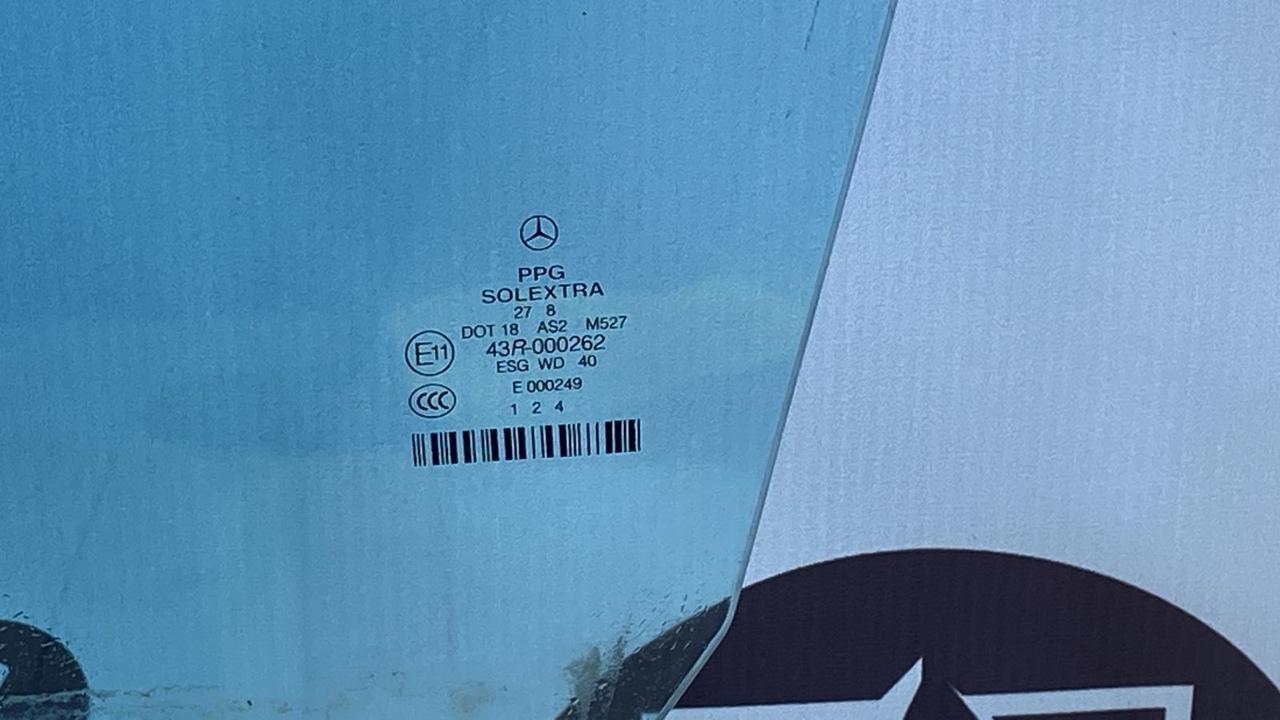 PPG
SOLEXTRA
27 8
DOT 18 AS2 M527
E11 43R-000262
ESG WD 40
CCC E 000249
1 2 4